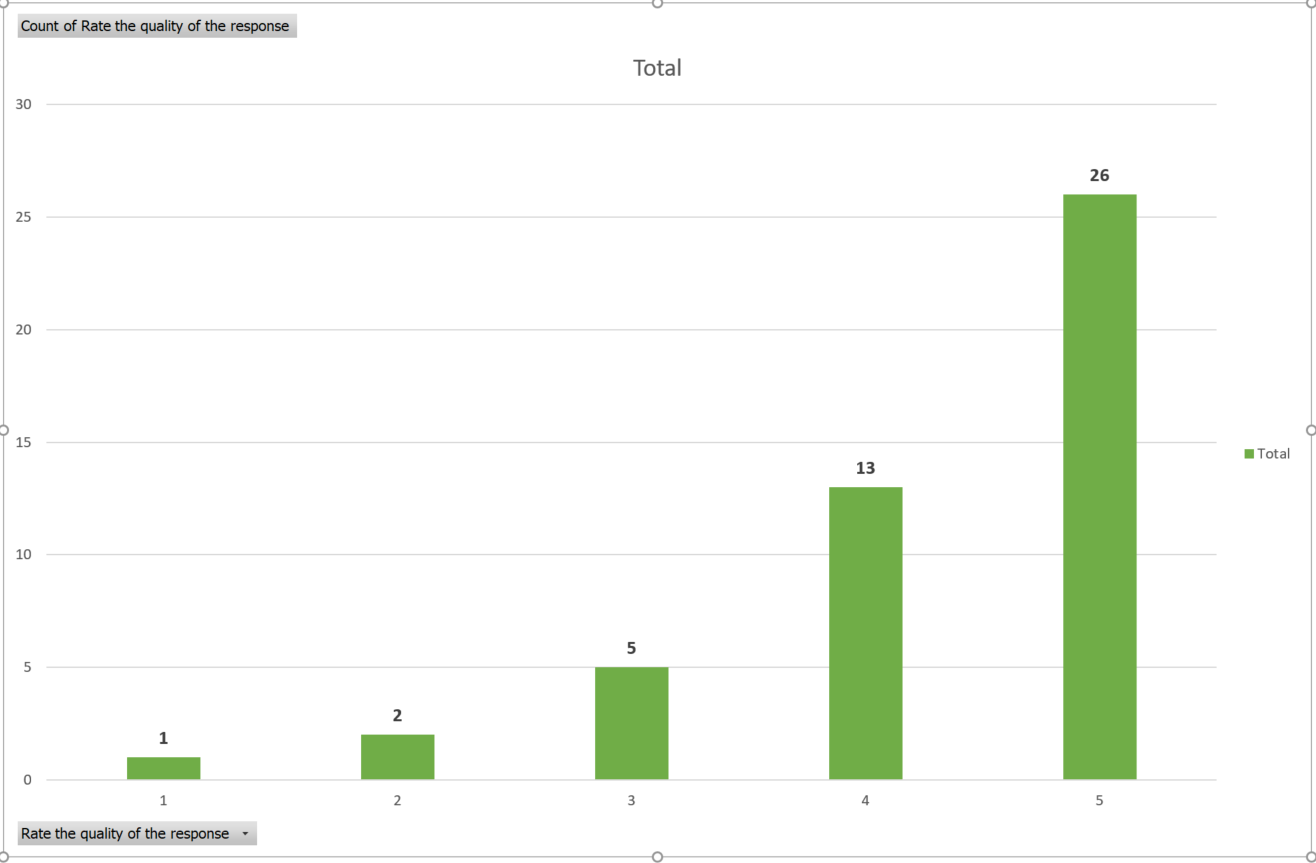 Count of Rate the quality of the response
Total
30
26
25
20
15
13
Total
10
5
5
2
1
0
1 2 3 4 5
Rate the quality of the response